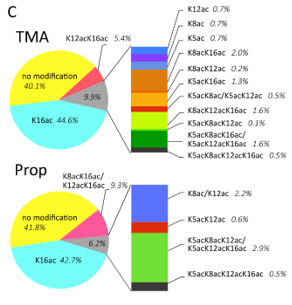 C
TMA
K12acK16ac 5.4%
no modification
40.1%
9.9%
K16ac 44.6%
K12ac 0.7%
K8ac 0.7%
K5ac 0.7%
K8acK16ac 2.0%
K8acK12ac 0.2%
K5acK16ac 1.3%
K5acK8ac/K5acK12ac 0.5%
K8acK12acK16ac 1.6%
K5acK8acK12ac 0.1%
K5acK8acK16ac/
K5acK12acK16ac 1.6%
K5acK8acK12acK16ac 0.5%
Prop
K8acK16ac/
K12acK16ac 9.3%
no modification
41.8%
6.2%
K16ac 42.7%
K8ac/K12ac 2.2%
K5acK12ac 0.6%
K5acK8acK12ac/
K5acK12acK16ac 2.9%
K5acK8acK12acK16ac 0.5%